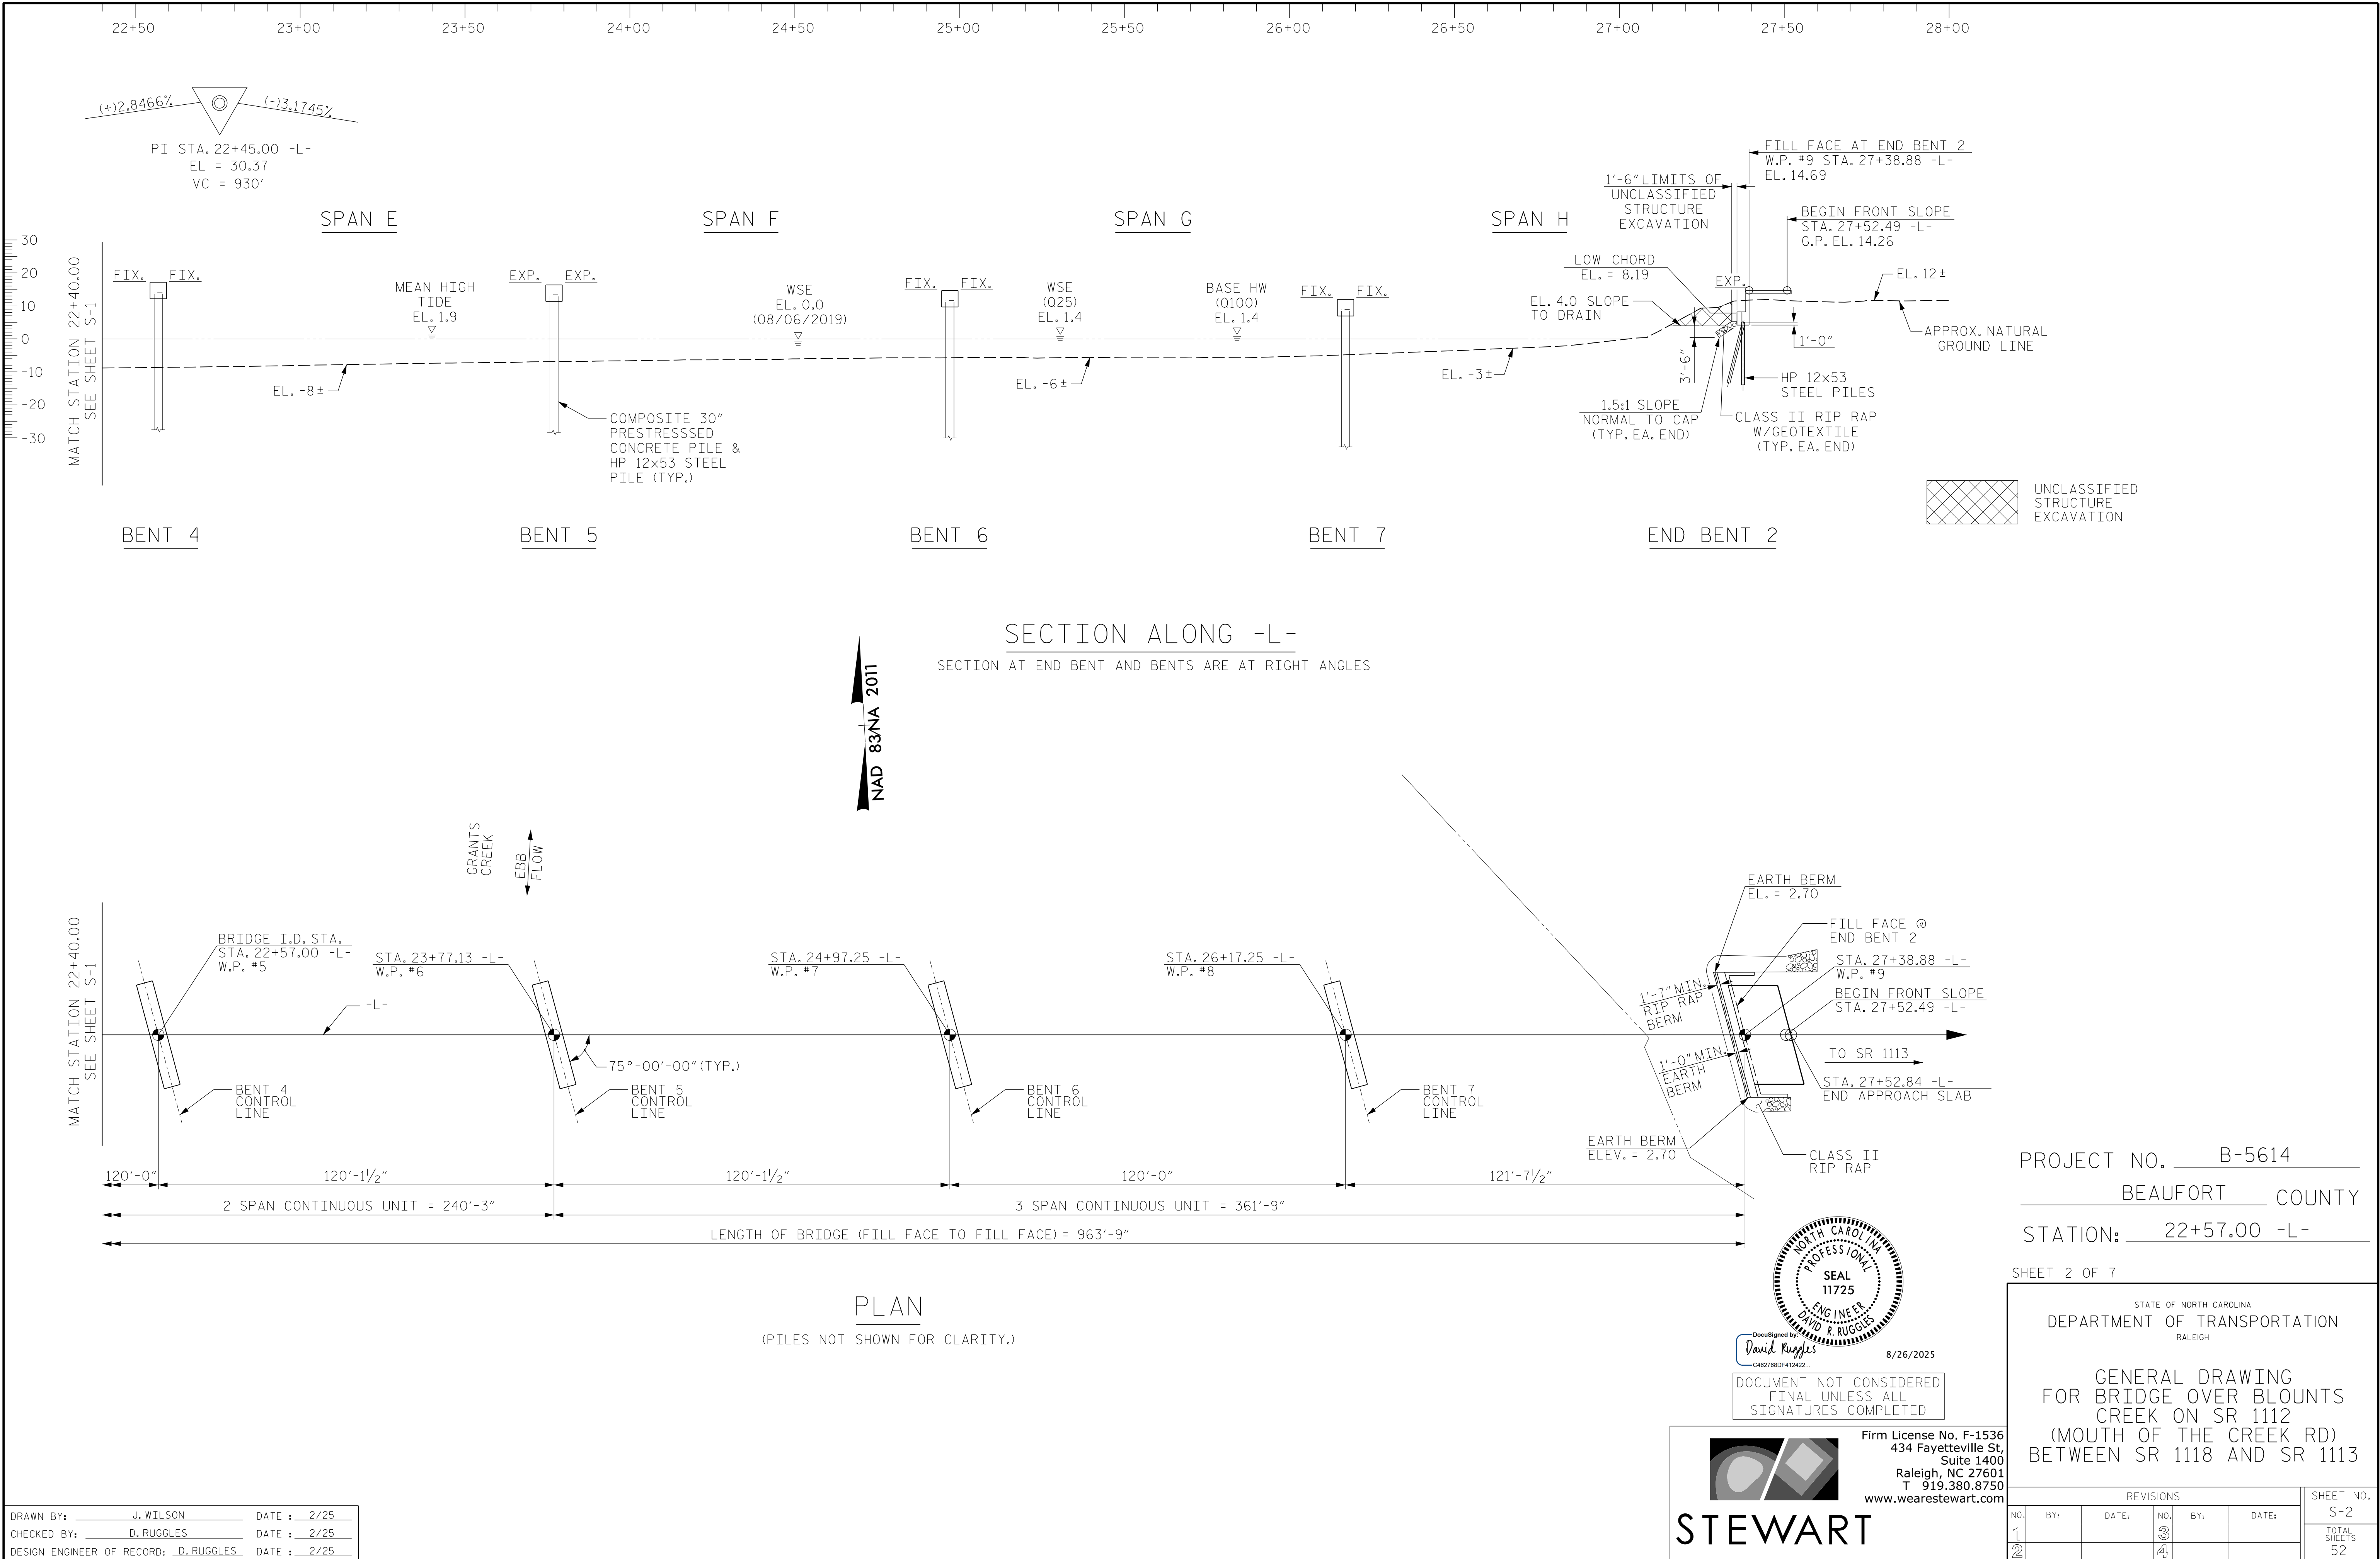 22+50 23+00 23+50 24+00 24+50 25+00 25+50 26+00 26+50 27+00 27+50 28+00
(+)2.8466%
(-)3.1745%
PI STA. 22+45.00 -L-
EL = 30.37
VC = 930'
SPAN E
SPAN F
SPAN G
SPAN H
30
20
10
0
-10
-20
-30
MATCH STATION 22+40.00
SEE SHEET S-1
FIX. FIX.
MEAN HIGH
TIDE
EL. 1.9
EXP. EXP.
WSE
EL. 0.0
(08/06/2019)
FIX. FIX.
WSE
(Q25)
EL. 1.4
BASE HW
(Q100)
EL. 1.4
FIX. FIX.
FILL FACE AT END BENT 2
W.P. #9 STA. 27+38.88 -L-
EL. 14.69
1'-6" LIMITS OF
UNCLASSIFIED
STRUCTURE
EXCAVATION
BEGIN FRONT SLOPE
STA. 27+52.49 -L-
G.P. EL. 14.26
LOW CHORD
EL. = 8.19
EXP.
EL. 12±
EL. 4.0 SLOPE
TO DRAIN
APPROX. NATURAL
GROUND LINE
1'-0"
3'-6"
HP 12x53
STEEL PILES
EL. -8±
EL. -6±
EL. -3±
COMPOSITE 30"
PRESTRESSSED
CONCRETE PILE &
HP 12x53 STEEL
PILE (TYP.)
1.5:1 SLOPE
NORMAL TO CAP
(TYP. EA. END)
CLASS II RIP RAP
W/GEOTEXTILE
(TYP. EA. END)
UNCLASSIFIED
STRUCTURE
EXCAVATION
BENT 4
BENT 5
BENT 6
BENT 7
END BENT 2
SECTION ALONG -L-
SECTION AT END BENT AND BENTS ARE AT RIGHT ANGLES
NAD 83/NA 2011
GRANTS
CREEK
EBB
FLOW
MATCH STATION 22+40.00
SEE SHEET S-1
BRIDGE I.D. STA.
STA. 22+57.00 -L-
W.P. #5
STA. 23+77.13 -L-
W.P. #6
STA. 24+97.25 -L-
W.P. #7
STA. 26+17.25 -L-
W.P. #8
-L-
75°-00'-00" (TYP.)
BENT 4
CONTROL
LINE
BENT 5
CONTROL
LINE
BENT 6
CONTROL
LINE
BENT 7
CONTROL
LINE
EARTH BERM
EL. = 2.70
FILL FACE @
END BENT 2
STA. 27+38.88 -L-
W.P. #9
BEGIN FRONT SLOPE
STA. 27+52.49 -L-
1'-7" MIN.
RIP RAP
BERM
1'-0" MIN.
EARTH
BERM
TO SR 1113
STA. 27+52.84 -L-
END APPROACH SLAB
EARTH BERM
ELEV. = 2.70
CLASS II
RIP RAP
120'-0" 120'-1½" 120'-1½" 120'-0" 121'-7½"
2 SPAN CONTINUOUS UNIT = 240'-3" 3 SPAN CONTINUOUS UNIT = 361'-9"
LENGTH OF BRIDGE (FILL FACE TO FILL FACE) = 963'-9"
PLAN
(PILES NOT SHOWN FOR CLARITY.)
NORTH CAROLINA
PROFESSIONAL
SEAL
11725
ENGINEER
DAVID R. RUGGLES
DocuSigned by:
David Ruggles
C462768DF412422...
8/26/2025
DOCUMENT NOT CONSIDERED
FINAL UNLESS ALL
SIGNATURES COMPLETED
STEWART
Firm License No. F-1536
434 Fayetteville St,
Suite 1400
Raleigh, NC 27601
T 919.380.8750
www.wearestewart.com
PROJECT NO. B-5614
BEAUFORT COUNTY
STATION: 22+57.00 -L-
SHEET 2 OF 7
STATE OF NORTH CAROLINA
DEPARTMENT OF TRANSPORTATION
RALEIGH
GENERAL DRAWING
FOR BRIDGE OVER BLOUNTS
CREEK ON SR 1112
(MOUTH OF THE CREEK RD)
BETWEEN SR 1118 AND SR 1113
REVISIONS
NO. BY: DATE: NO. BY: DATE:
1 3
2 4
SHEET NO.
S-2
TOTAL
SHEETS
52
DRAWN BY: J. WILSON DATE : 2/25
CHECKED BY: D. RUGGLES DATE : 2/25
DESIGN ENGINEER OF RECORD: D. RUGGLES DATE : 2/25